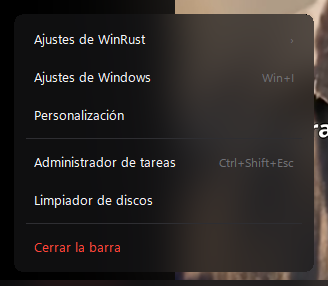 Ajustes de WinRust ›
Ajustes de Windows Win+I
Personalización
Administrador de tareas Ctrl+Shift+Esc
Limpiador de discos
Cerrar la barra